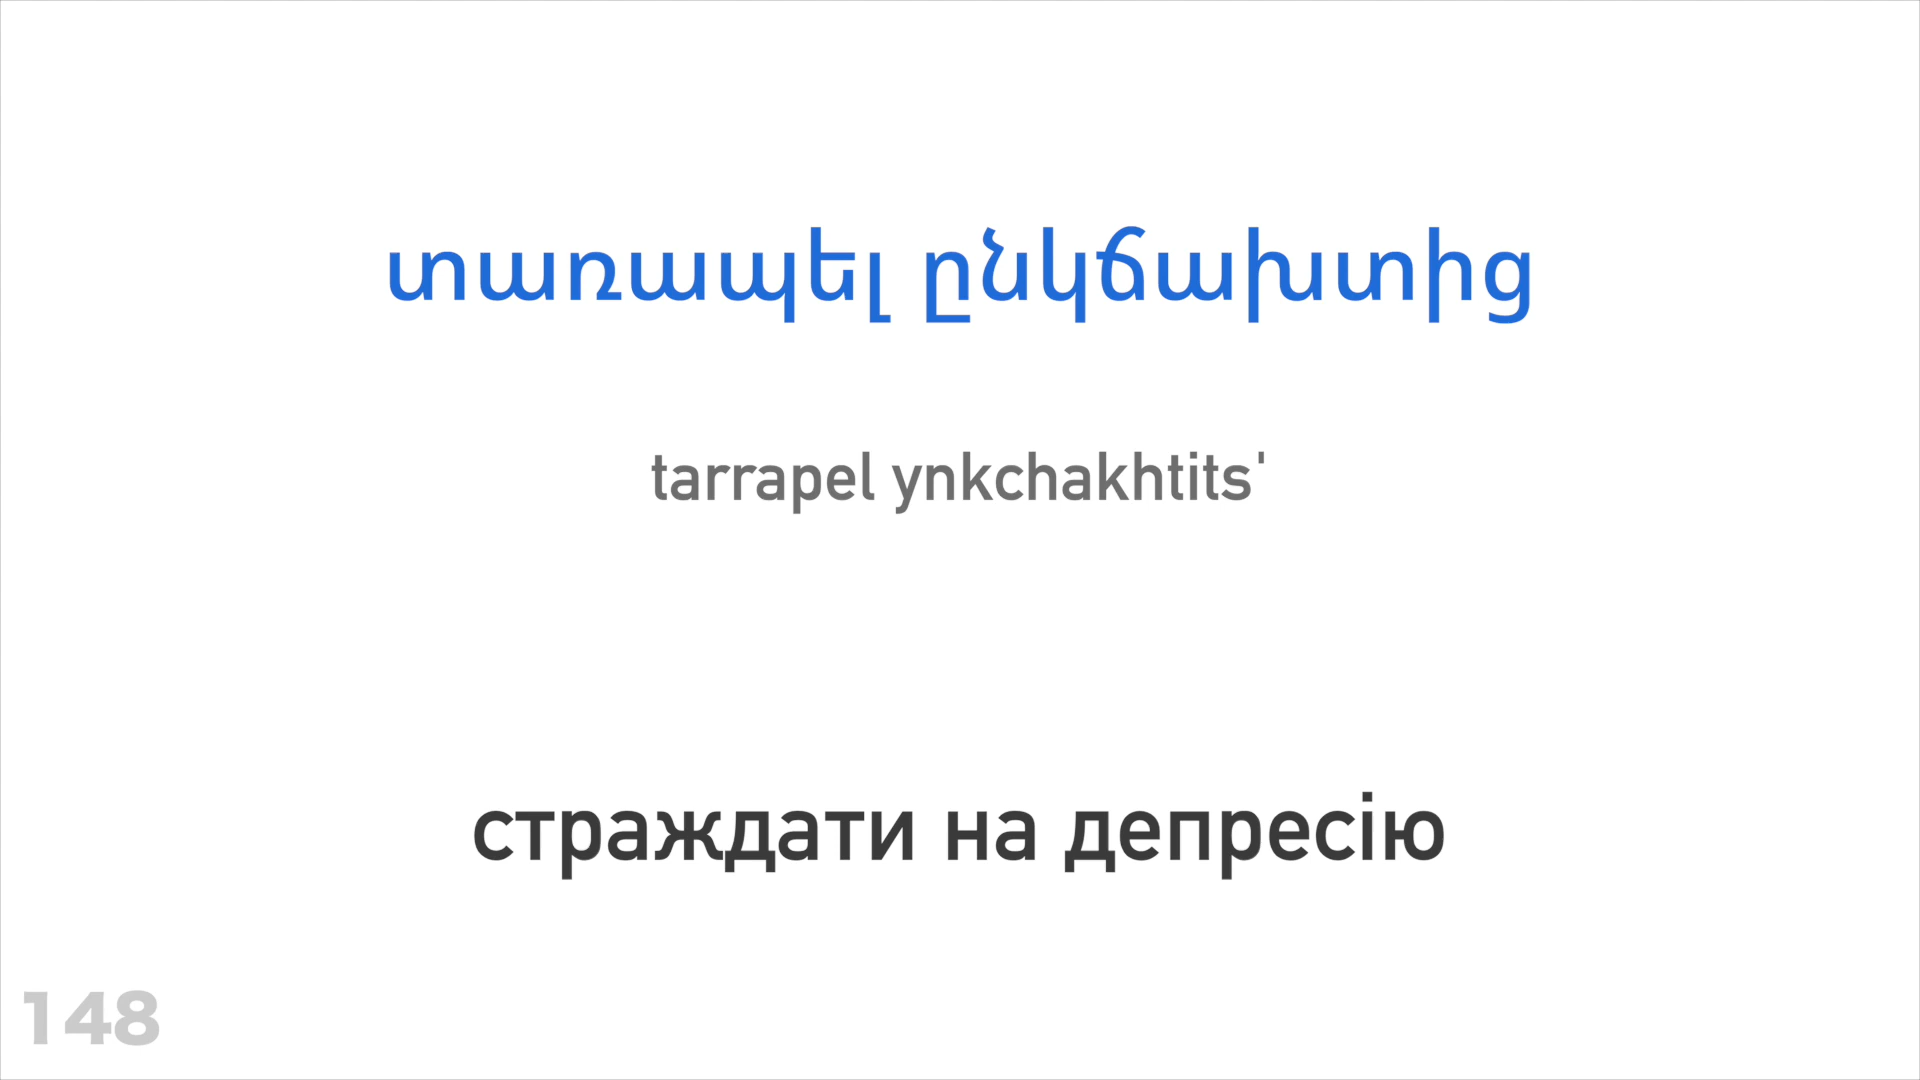 տառապել ընկճախտից
tarrapel ynkchakhtits'
страждати на депресію
148